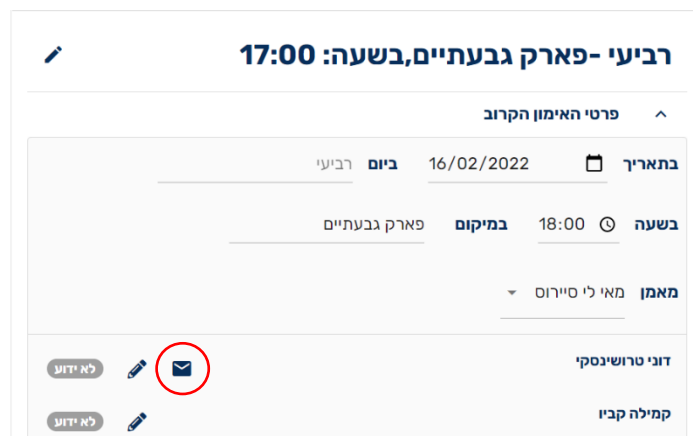 רביעי -פארק גבעתיים,בשעה: 17:00
פרטי האימון הקרוב
בתאריך 16/02/2022 ביום רביעי
בשעה 18:00 במיקום פארק גבעתיים
מאמן מאי לי סיירוס
דוני טרושינסקי לא ידוע
קמילה קביו לא ידוע